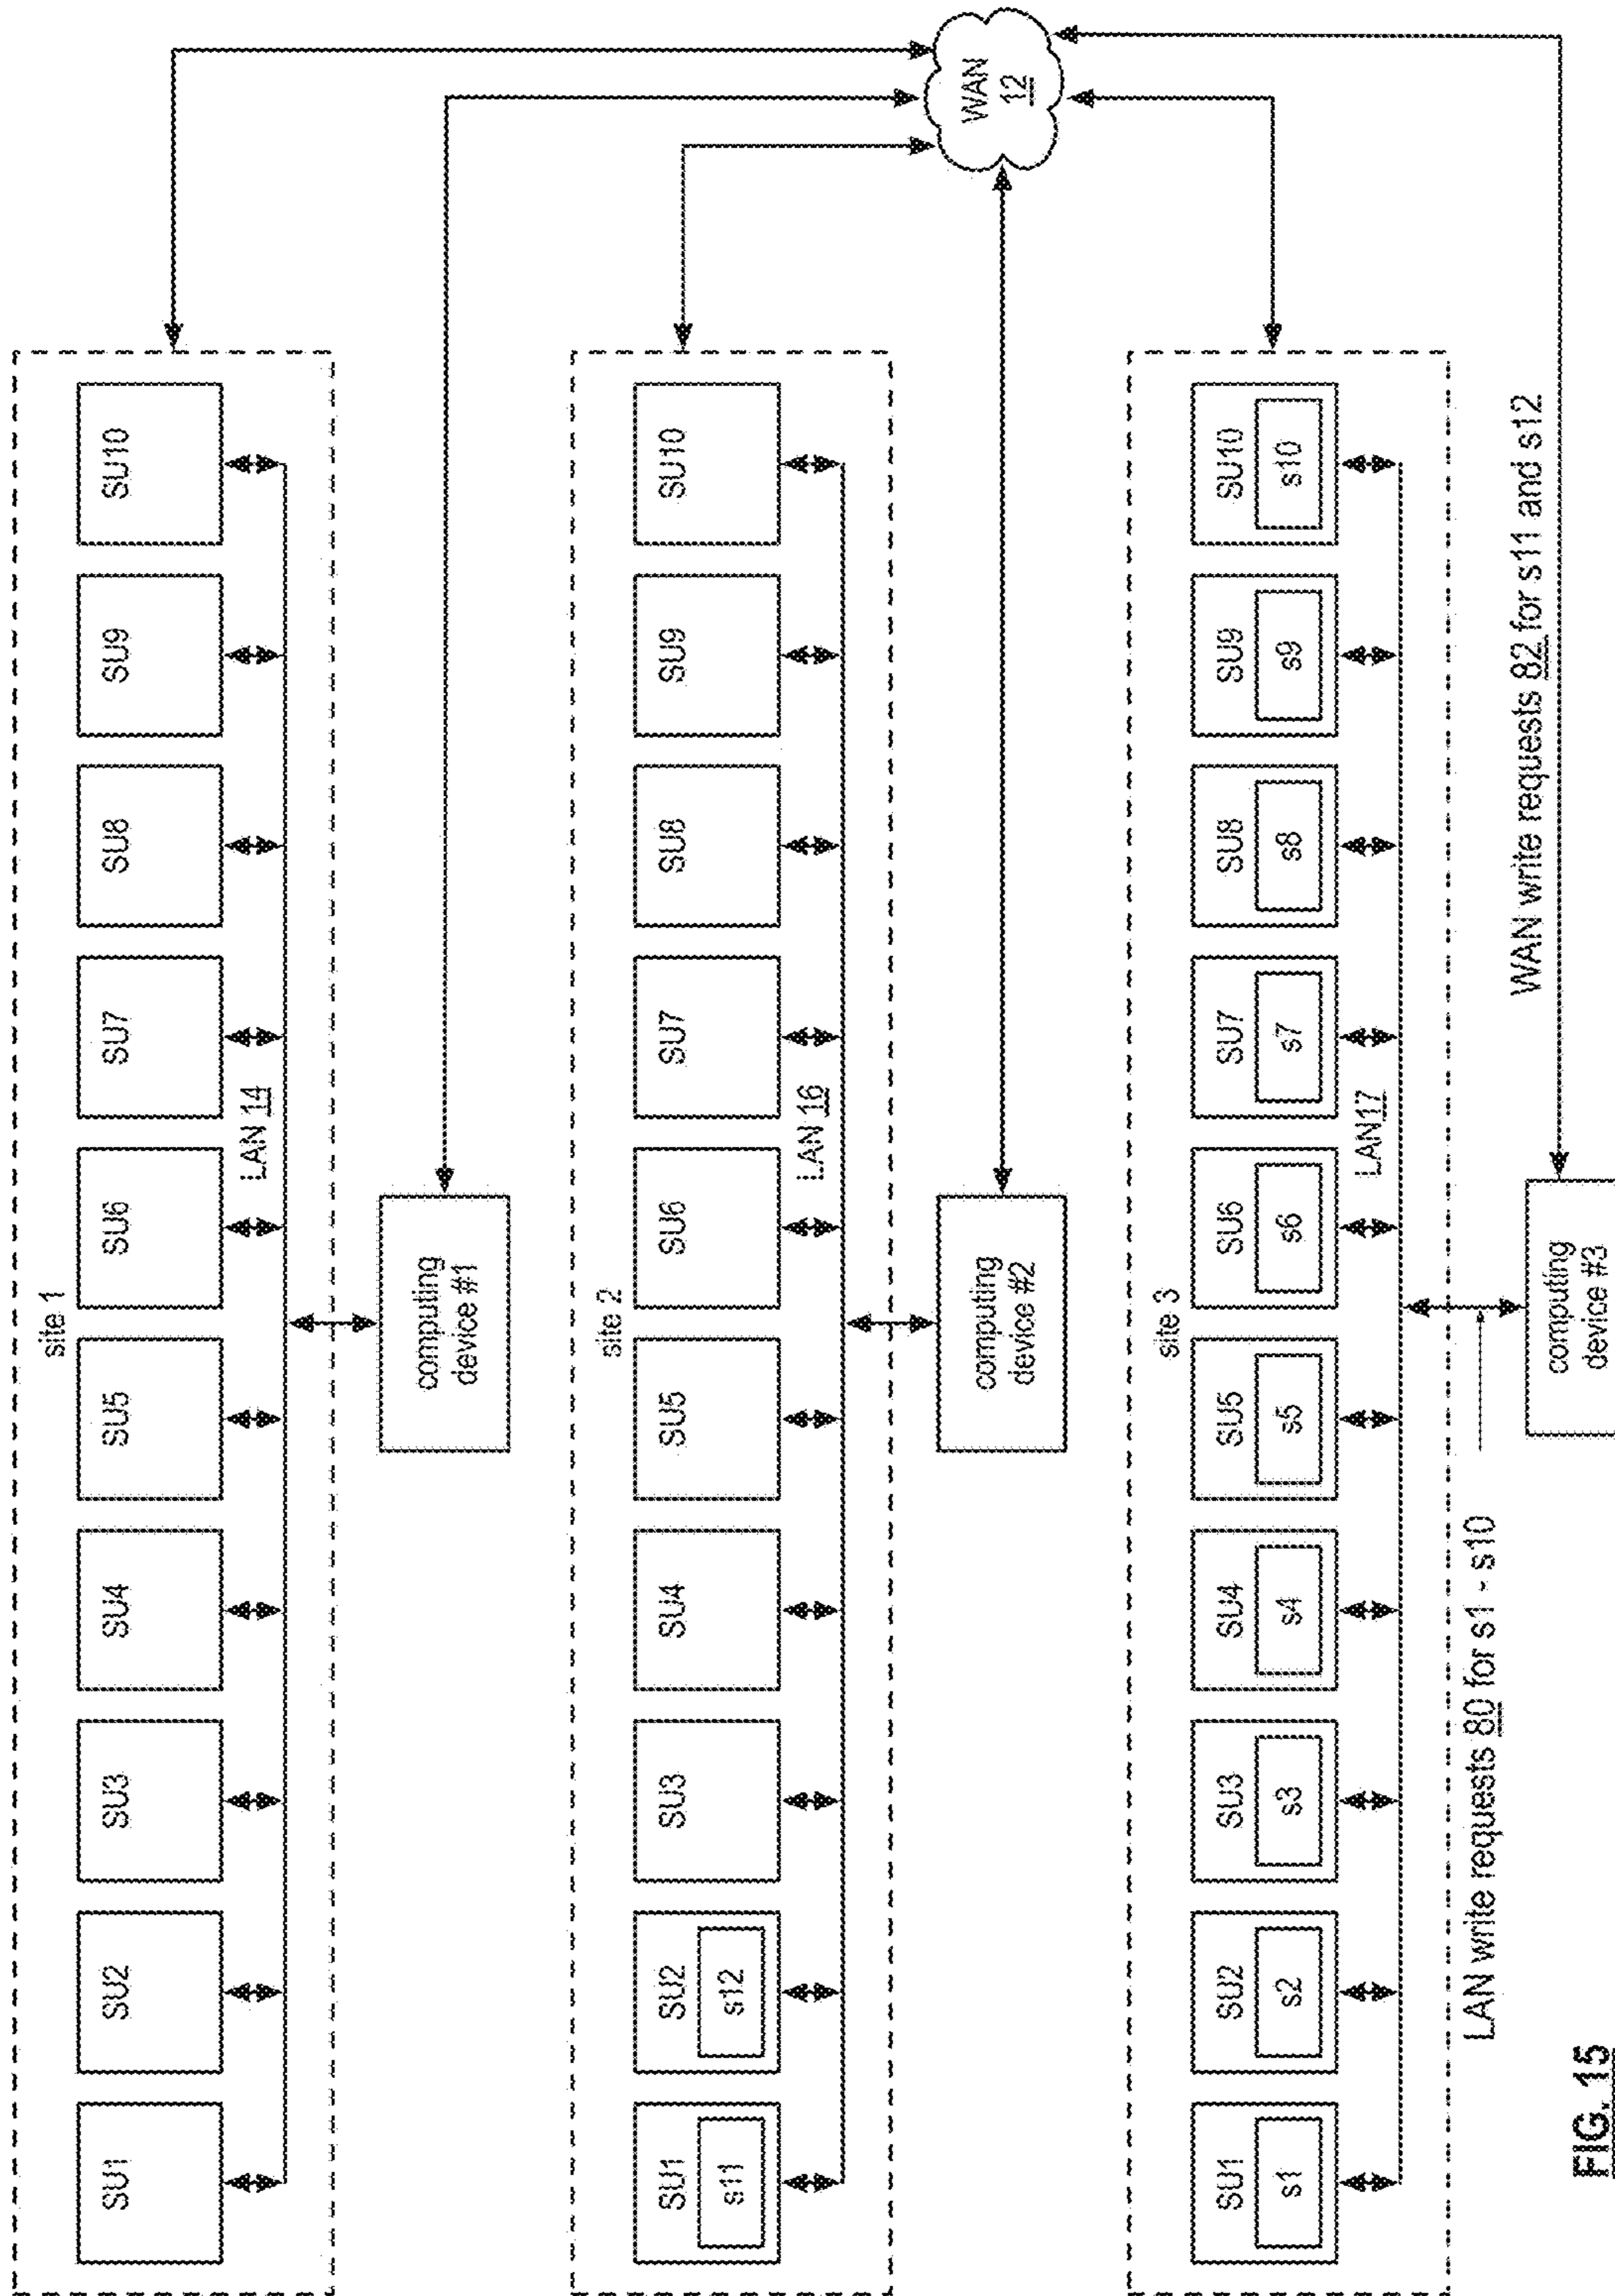 site 1
SU1
SU2
SU3
SU4
SU5
SU6
SU7
SU8
SU9
SU10
LAN 14
computing
device #1
site 2
SU1
s11
SU2
s12
SU3
SU4
SU5
SU6
SU7
SU8
SU9
SU10
LAN 16
computing
device #2
WAN
12
site 3
SU1
s1
SU2
s2
SU3
s3
SU4
s4
SU5
s5
SU6
s6
SU7
s7
SU8
s8
SU9
s9
SU10
s10
LAN17
LAN write requests 80 for s1 - s10
WAN write requests 82 for s11 and s12
computing
device #3
FIG. 15